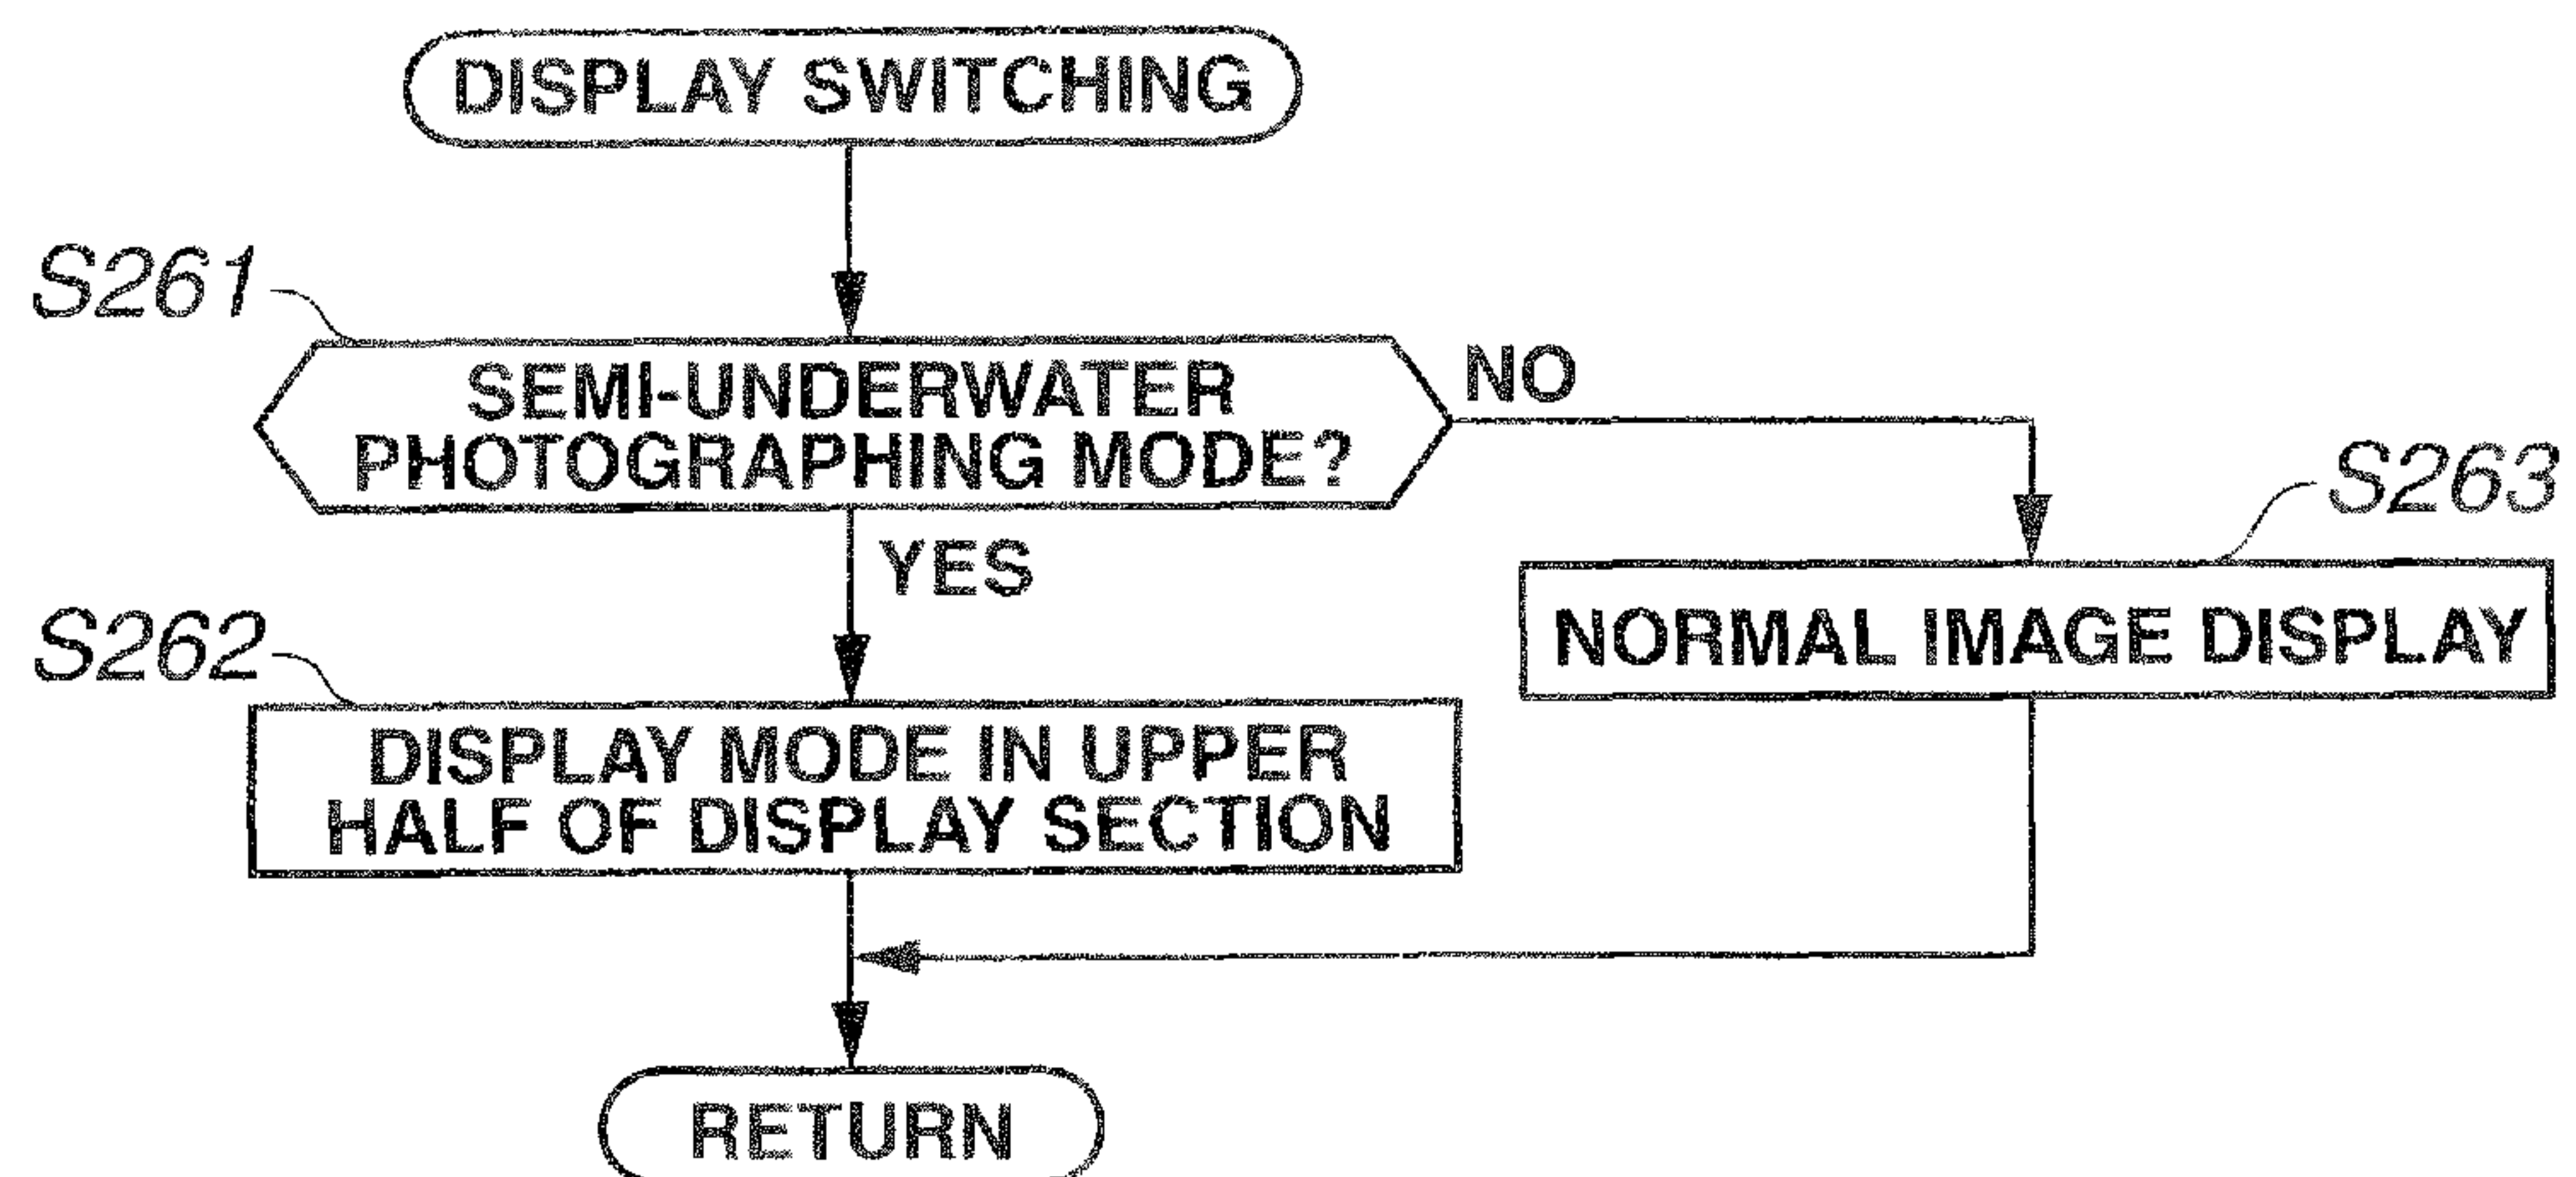 DISPLAY SWITCHING
S261
SEMI-UNDERWATER
PHOTOGRAPHING MODE?
NO
YES
S263
NORMAL IMAGE DISPLAY
S262
DISPLAY MODE IN UPPER
HALF OF DISPLAY SECTION
RETURN